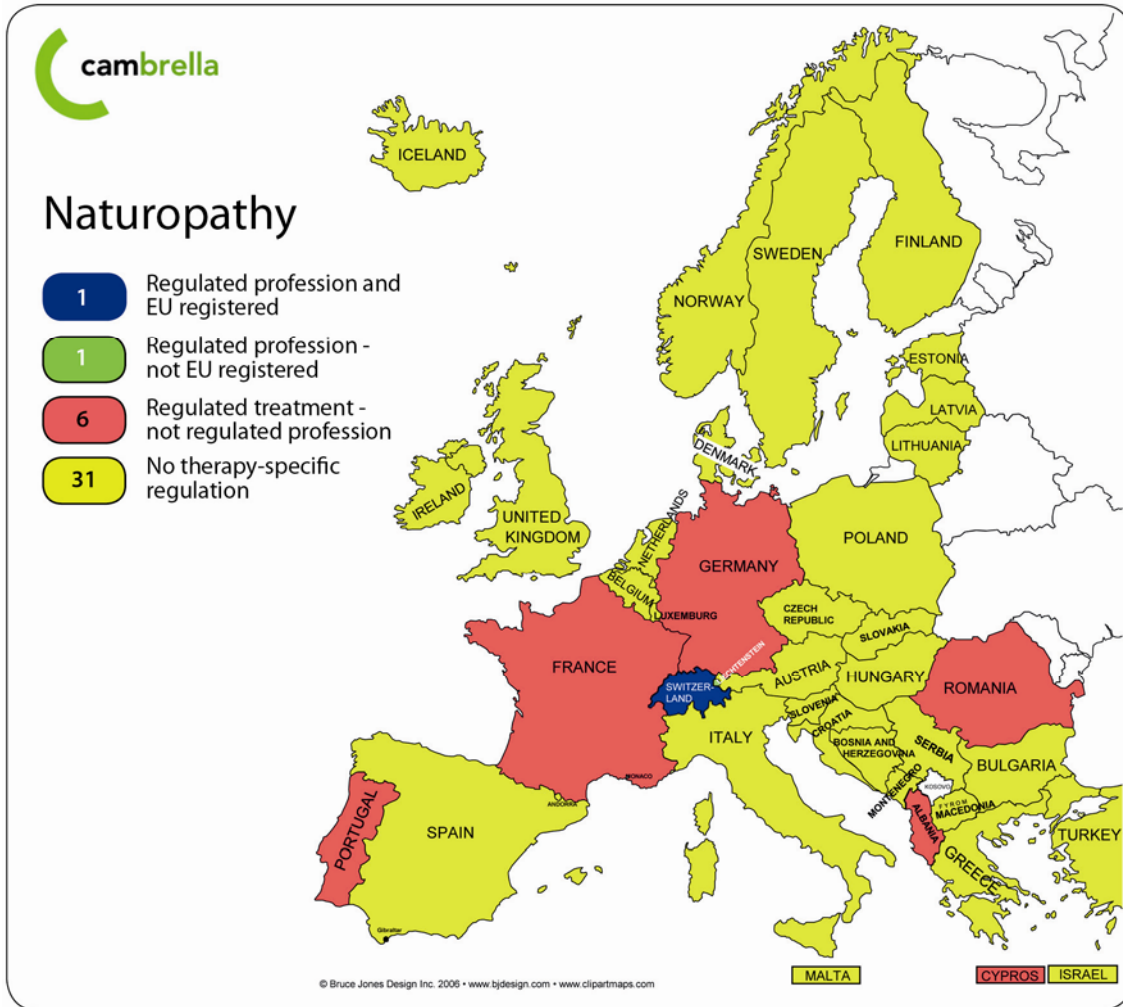 cambrella
Naturopathy
1 Regulated profession and
EU registered
1 Regulated profession -
not EU registered
6 Regulated treatment -
not regulated profession
31 No therapy-specific
regulation
ICELAND
NORWAY
SWEDEN
FINLAND
ESTONIA
LATVIA
LITHUANIA
DENMARK
IRELAND
UNITED
KINGDOM
NETHERLANDS
BELGIUM
LUXEMBURG
GERMANY
POLAND
CZECH
REPUBLIC
SLOVAKIA
FRANCE
SWITZER-
LAND
LICHTENSTEIN
AUSTRIA
HUNGARY
ROMANIA
SLOVENIA
CROATIA
ITALY
BOSNIA AND
HERZEGOVINA
SERBIA
BULGARIA
MONTENEGRO
KOSOVO
FYROM
MACEDONIA
ALBANIA
GREECE
TURKEY
MONACO
ANDORRA
PORTUGAL
SPAIN
Gibraltar
MALTA
CYPROS
ISRAEL
© Bruce Jones Design Inc. 2006 • www.bjdesign.com • www.clipartmaps.com